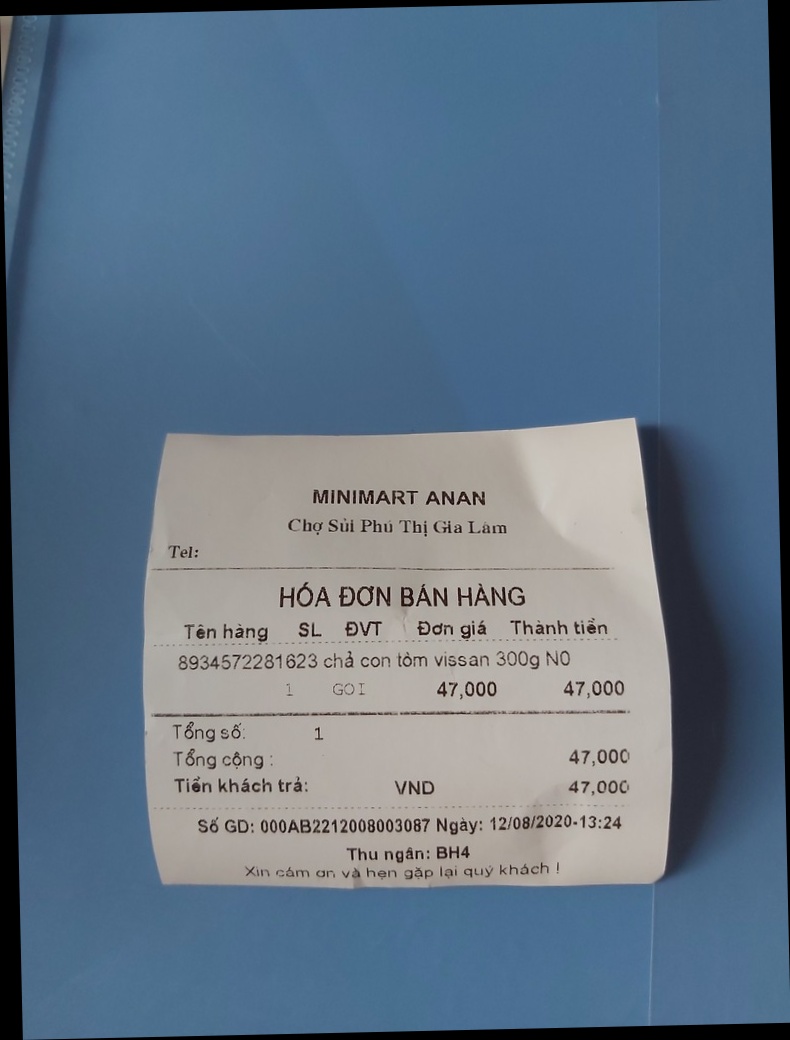 MINIMART ANAN
Chợ Sủi Phú Thị Gia Lâm
Tel:
HÓA ĐƠN BÁN HÀNG
Tên hàng SL ĐVT Đơn giá Thành tiền
8934572281623 chả con tôm vissan 300g N0
1 GOI 47,000 47,000
Tổng số: 1
Tổng cộng : 47,000
Tiền khách trả: VND 47,000
Số GD: 000AB2212008003087 Ngày: 12/08/2020-13:24
Thu ngân: BH4
Xin cám ơn và hẹn gặp lại quý khách !